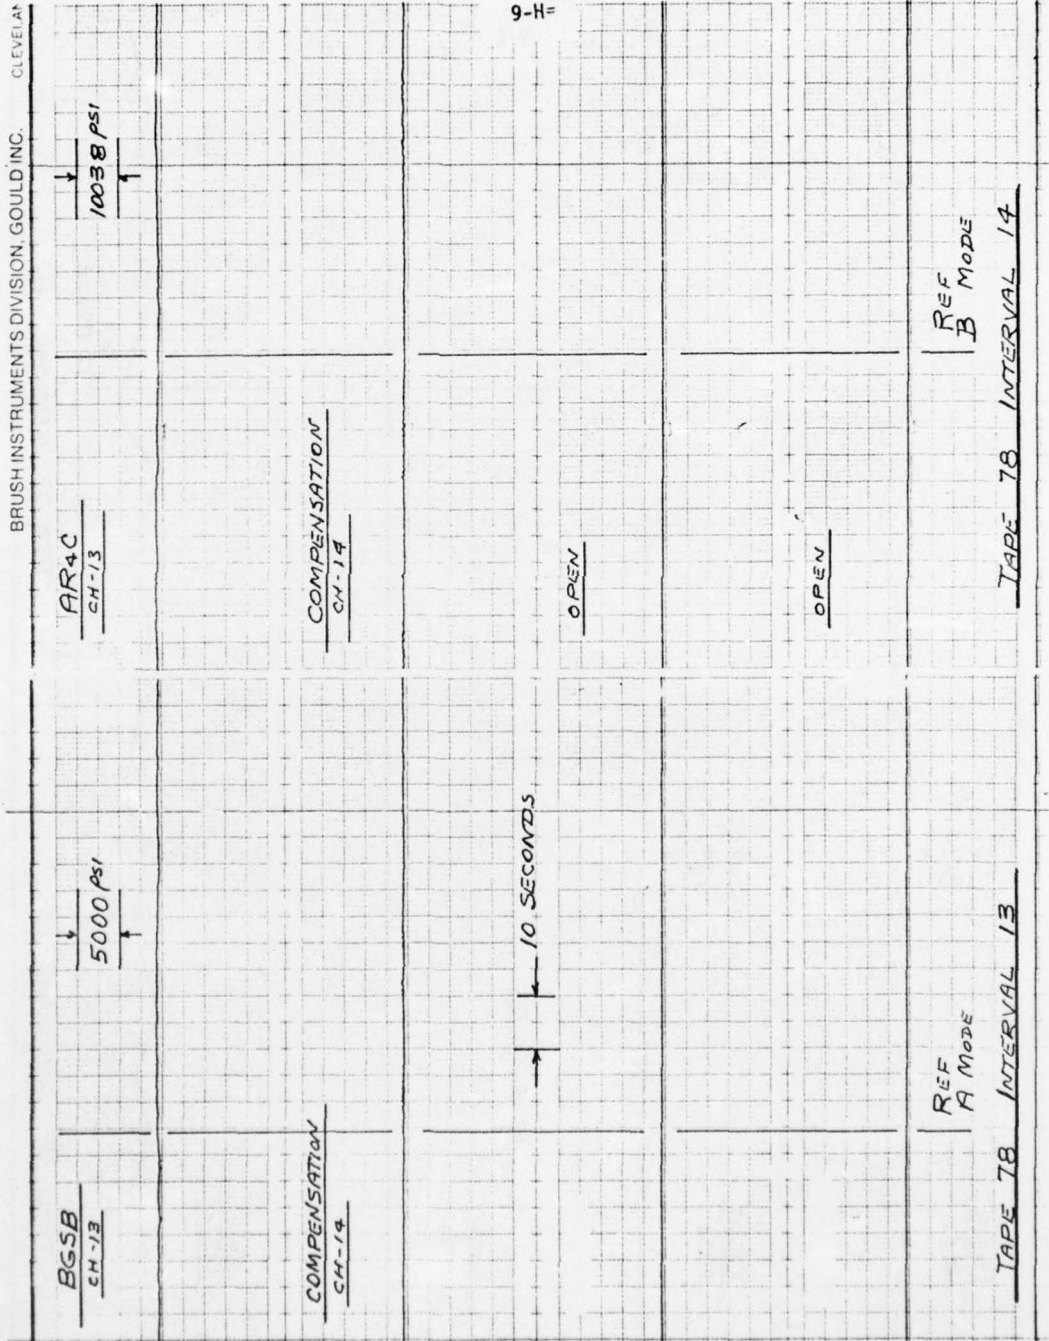 9-H=
BRUSH INSTRUMENTS DIVISION, GOULD INC. CLEVELAN
BGSB
CH-13
5000 PSI
COMPENSATION
CH-14
10 SECONDS
REF
A MODE
TAPE 78 INTERVAL 13
AR4C
CH-13
10038 PSI
COMPENSATION
CH-14
OPEN
OPEN
REF
B MODE
TAPE 78 INTERVAL 14